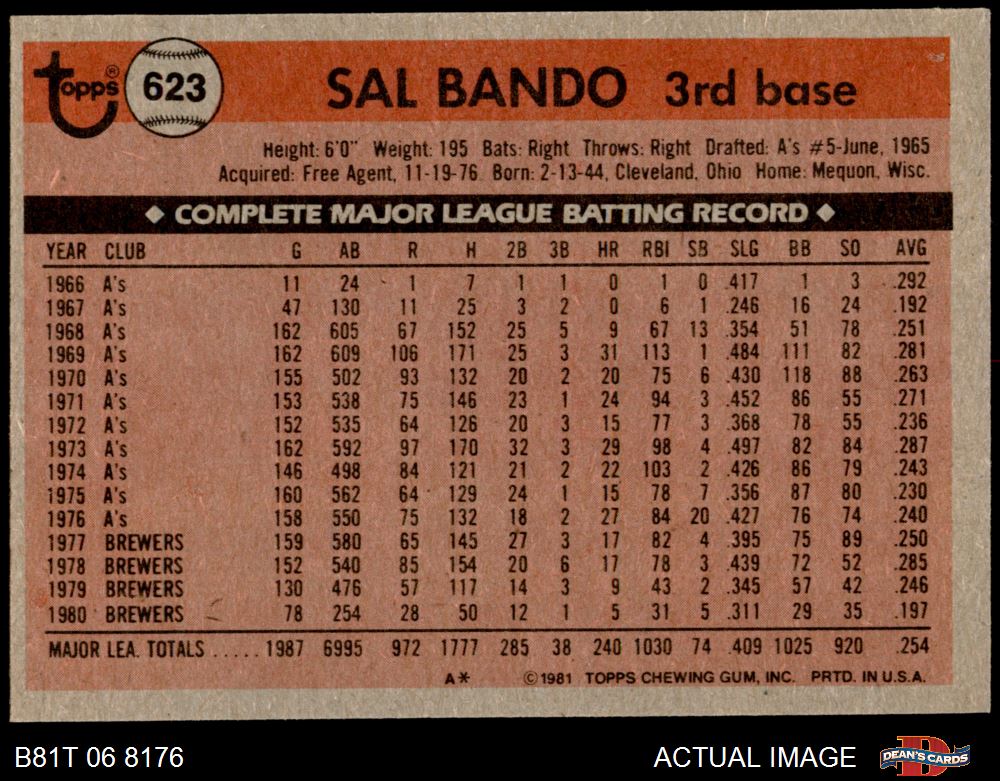 Topps® 623 SAL BANDO 3rd base
Height: 6'0" Weight: 195 Bats: Right Throws: Right Drafted: A's #5-June, 1965
Acquired: Free Agent, 11-19-76 Born: 2-13-44, Cleveland, Ohio Home: Mequon, Wisc.
◆ COMPLETE MAJOR LEAGUE BATTING RECORD ◆
YEAR CLUB G AB R H 2B 3B HR RBI SB SLG BB SO AVG
1966 A's 11 24 1 7 1 1 0 1 0 .417 1 3 .292
1967 A's 47 130 11 25 3 2 0 6 1 .246 16 24 .192
1968 A's 162 605 67 152 25 5 9 67 13 .354 51 78 .251
1969 A's 162 609 106 171 25 3 31 113 1 .484 111 82 .281
1970 A's 155 502 93 132 20 2 20 75 6 .430 118 88 .263
1971 A's 153 538 75 146 23 1 24 94 3 .452 86 55 .271
1972 A's 152 535 64 126 20 3 15 77 3 .368 78 55 .236
1973 A's 162 592 97 170 32 3 29 98 4 .497 82 84 .287
1974 A's 146 498 84 121 21 2 22 103 2 .426 86 79 .243
1975 A's 160 562 64 129 24 1 15 78 7 .356 87 80 .230
1976 A's 158 550 75 132 18 2 27 84 20 .427 76 74 .240
1977 BREWERS 159 580 65 145 27 3 17 82 4 .395 75 89 .250
1978 BREWERS 152 540 85 154 20 6 17 78 3 .439 72 52 .285
1979 BREWERS 130 476 57 117 14 3 9 43 2 .345 57 42 .246
1980 BREWERS 78 254 28 50 12 1 5 31 5 .311 29 35 .197
MAJOR LEA. TOTALS ..... 1987 6995 972 1777 285 38 240 1030 74 .409 1025 920 .254
A* ©1981 TOPPS CHEWING GUM, INC. PRTD. IN U.S.A.
B81T 06 8176 ACTUAL IMAGE DEAN'S CARDS